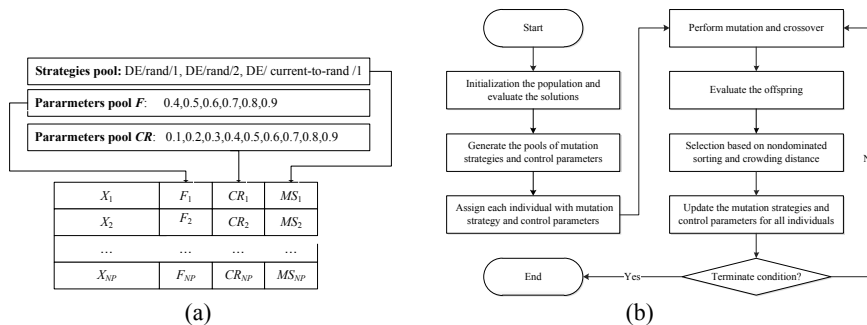 Strategies pool: DE/rand/1, DE/rand/2, DE/ current-to-rand /1
Pararmeters pool F: 0.4,0.5,0.6,0.7,0.8,0.9
Pararmeters pool CR: 0.1,0.2,0.3,0.4,0.5,0.6,0.7,0.8,0.9
X1 F1 CR1 MS1
X2 F2 CR2 MS2
... ... ... ...
XNP FNP CRNP MSNP
(a)
Start
Initialization the population and
evaluate the solutions
Generate the pools of mutation
strategies and control parameters
Assign each individual with mutation
strategy and control parameters
End
Perform mutation and crossover
Evaluate the offspring
Selection based on nondominated
sorting and crowding distance
Update the mutation strategies and
control parameters for all individuals
Terminate condition?
Yes
(b)